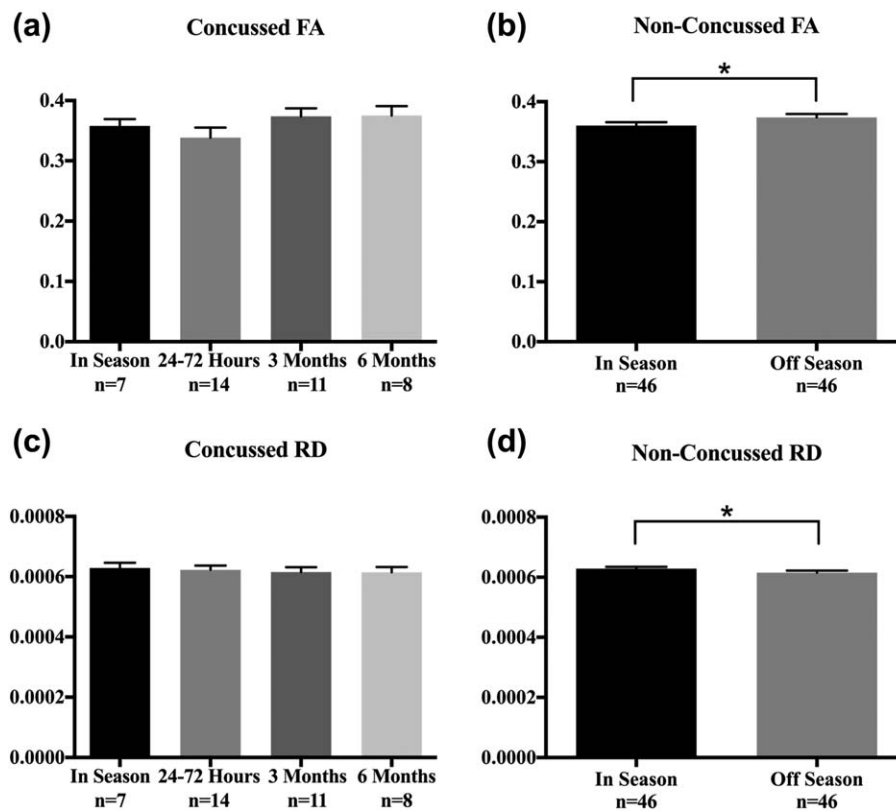 (a)
Concussed FA
0.4
0.3
0.2
0.1
0.0
In Season 24-72 Hours 3 Months 6 Months
n=7 n=14 n=11 n=8
(b)
Non-Concussed FA
*
0.4
0.3
0.2
0.1
0.0
In Season Off Season
n=46 n=46
(c)
Concussed RD
0.0008
0.0006
0.0004
0.0002
0.0000
In Season 24-72 Hours 3 Months 6 Months
n=7 n=14 n=11 n=8
(d)
Non-Concussed RD
*
0.0008
0.0006
0.0004
0.0002
0.0000
In Season Off Season
n=46 n=46